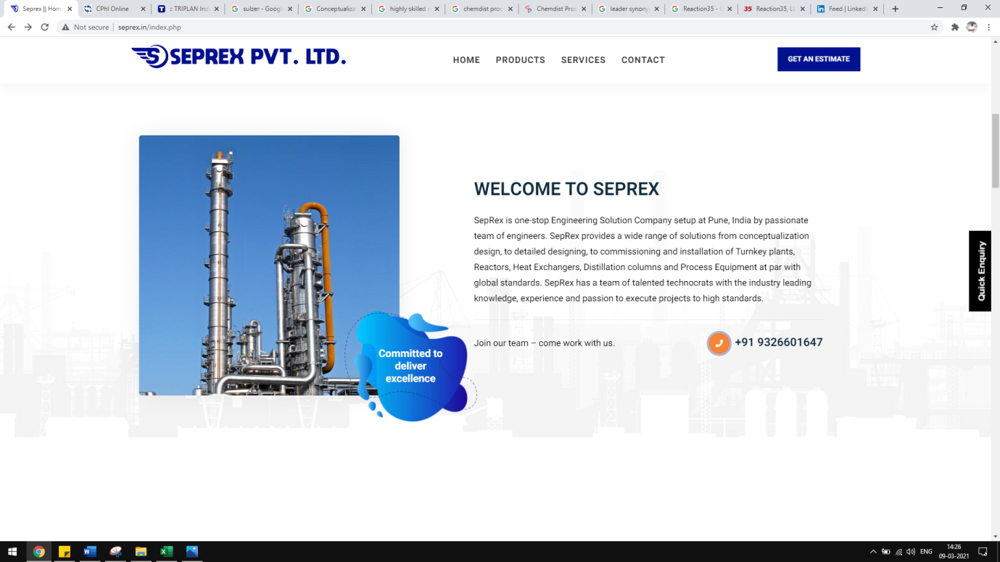 Seprex || Hom
CPhI Online
:: TRIPLAN Ind
sulzer - Googl
Conceptualiza
highly skilled
chemdist proc
Chemdist Proc
leader synony
Reaction35 -
Reaction35, L
Feed | LinkedI
Not secure | seprex.in/index.php
SEPREX PVT. LTD.
HOME PRODUCTS SERVICES CONTACT
GET AN ESTIMATE
WELCOME TO SEPREX
SepRex is one-stop Engineering Solution Company setup at Pune, India by passionate
team of engineers. SepRex provides a wide range of solutions from conceptualization
design, to detailed designing, to commissioning and installation of Turnkey plants,
Reactors, Heat Exchangers, Distillation columns and Process Equipment at par with
global standards. SepRex has a team of talented technocrats with the industry leading
knowledge, experience and passion to execute projects to high standards.
Join our team – come work with us.
+91 9326601647
Committed to
deliver
excellence
Quick Enquiry
ENG
14:26
09-03-2021